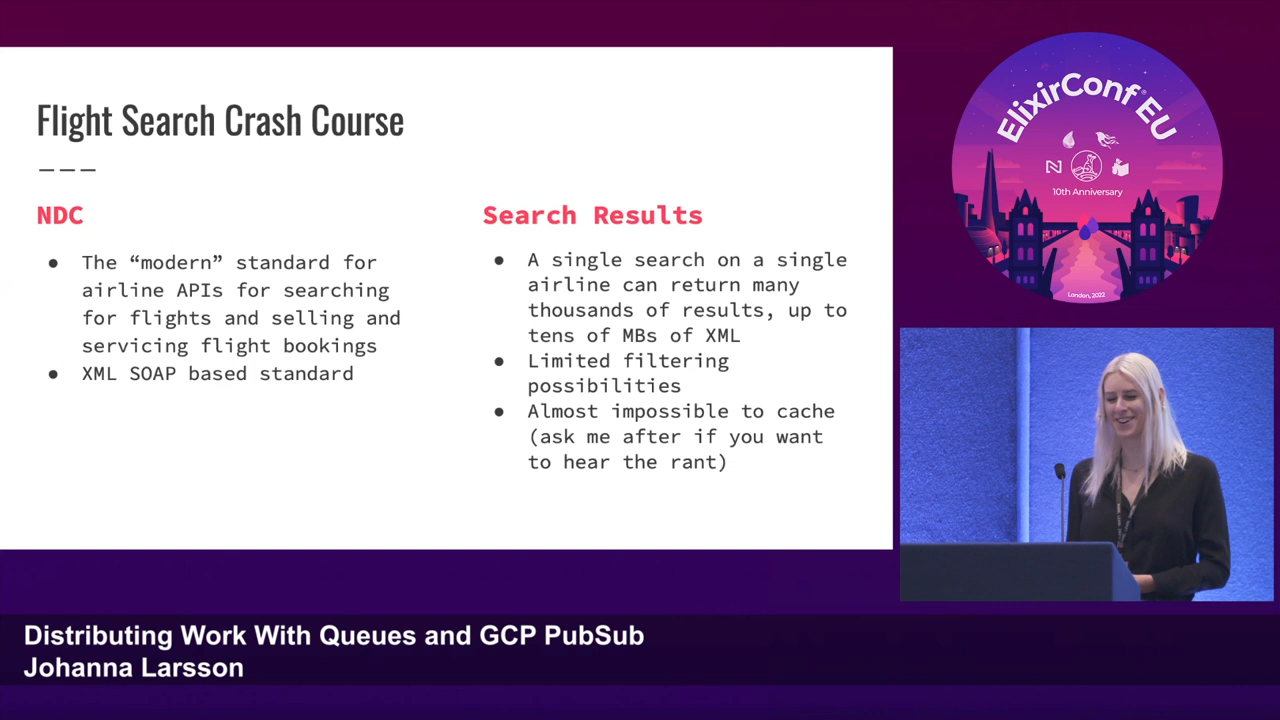 Flight Search Crash Course
NDC
● The “modern” standard for
airline APIs for searching
for flights and selling and
servicing flight bookings
● XML SOAP based standard
Search Results
● A single search on a single
airline can return many
thousands of results, up to
tens of MBs of XML
● Limited filtering
possibilities
● Almost impossible to cache
(ask me after if you want
to hear the rant)
ElixirConf® EU
N
10th Anniversary
London, 2022
Distributing Work With Queues and GCP PubSub
Johanna Larsson